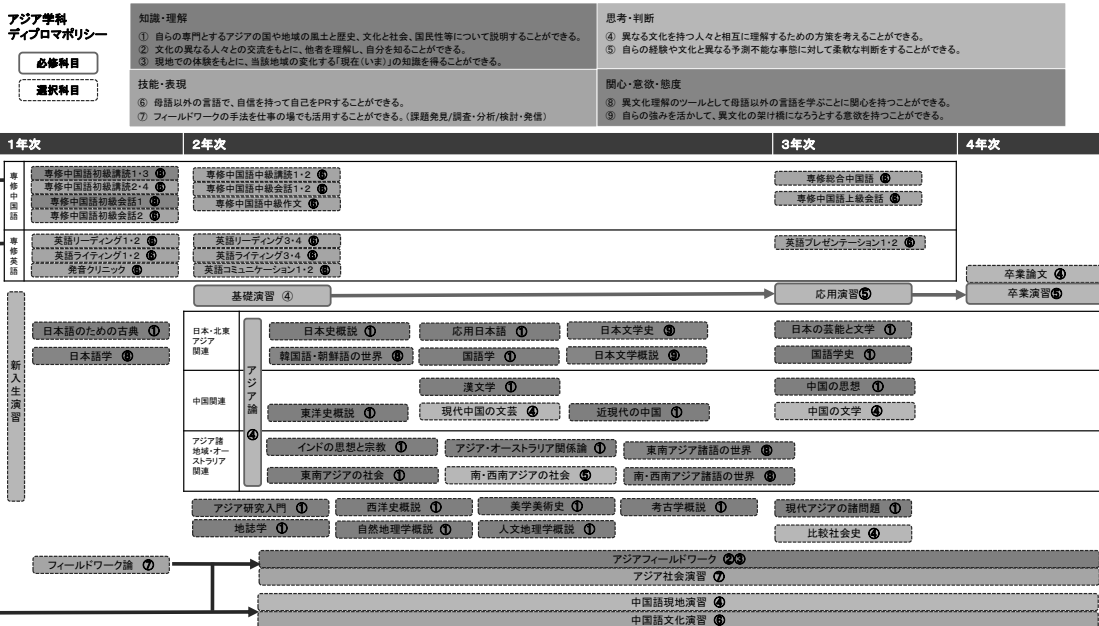 アジア学科
ディプロマポリシー
必修科目
選択科目
知識・理解
① 自らの専門とするアジアの国や地域の風土と歴史、文化と社会、国民性等について説明することができる。
② 文化の異なる人々との交流をもとに、他者を理解し、自分を知ることができる。
③ 現地での体験をもとに、当該地域の変化する「現在(いま)」の知識を得ることができる。
思考・判断
④ 異なる文化を持つ人々と相互に理解するための方策を考えることができる。
⑤ 自らの経験や文化と異なる予測不能な事態に対して柔軟な判断をすることができる。
技能・表現
⑥ 母語以外の言語で、自信を持って自己をPRすることができる。
⑦ フィールドワークの手法を仕事の場でも活用することができる。(課題発見/調査・分析/検討・発信)
関心・意欲・態度
⑧ 異文化理解のツールとして母語以外の言語を学ぶことに関心を持つことができる。
⑨ 自らの強みを活かして、異文化の架け橋になろうとする意欲を持つことができる。
1年次
2年次
3年次
4年次
専修中国語
専修中国語初級講読1・3 ⑧
専修中国語初級講読2・4 ⑥
専修中国語初級会話1 ⑧
専修中国語初級会話2 ⑥
専修中国語中級講読1・2 ⑥
専修中国語中級会話1・2 ⑥
専修中国語中級作文 ⑥
専修総合中国語 ⑥
専修中国語上級会話 ⑥
専修英語
英語リーディング1・2 ⑥
英語ライティング1・2 ⑥
発音クリニック ⑥
英語リーディング3・4 ⑥
英語ライティング3・4 ⑥
英語コミュニケーション1・2 ⑥
英語プレゼンテーション1・2 ⑥
卒業論文 ④
基礎演習 ④
応用演習⑤
卒業演習⑤
新入生演習
日本語のための古典 ①
日本語学 ⑧
日本・北東
アジア
関連
アジア論 ④
日本史概説 ①
応用日本語 ①
日本文学史 ⑨
日本の芸能と文学 ①
韓国語・朝鮮語の世界 ⑧
国語学 ①
日本文学概説 ⑨
国語学史 ①
中国関連
漢文学 ①
中国の思想 ①
東洋史概説 ①
現代中国の文芸 ④
近現代の中国 ①
中国の文学 ④
アジア諸
地域・オー
ストラリア
関連
インドの思想と宗教 ①
アジア・オーストラリア関係論 ①
東南アジア諸語の世界 ⑧
東南アジアの社会 ①
南・西南アジアの社会 ⑤
南・西南アジア諸語の世界 ⑧
アジア研究入門 ①
西洋史概説 ①
美学美術史 ①
考古学概説 ①
現代アジアの諸問題 ①
地誌学 ①
自然地理学概説 ①
人文地理学概説 ①
比較社会史 ④
フィールドワーク論 ⑦
アジアフィールドワーク ②③
アジア社会演習 ⑦
中国語現地演習 ④
中国語文化演習 ⑥